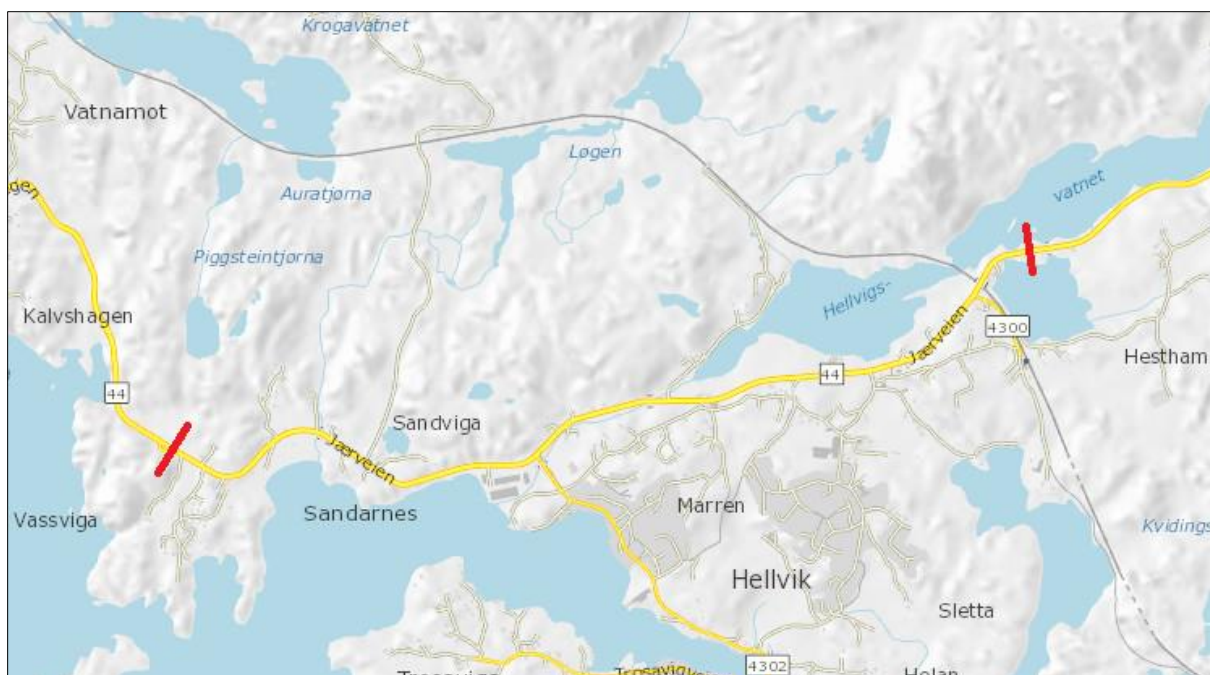 Krogavatnet
Vatnamot
Løgen
Auratjørna
vatnet
Piggsteintjørna
Hellvigs-
Kalvshagen
4300
Jærveien
Hestham
44
44
Sandviga
Jærveien
Marren
Vassviga
Sandarnes
Kvidings
Hellvik
Sletta
4302